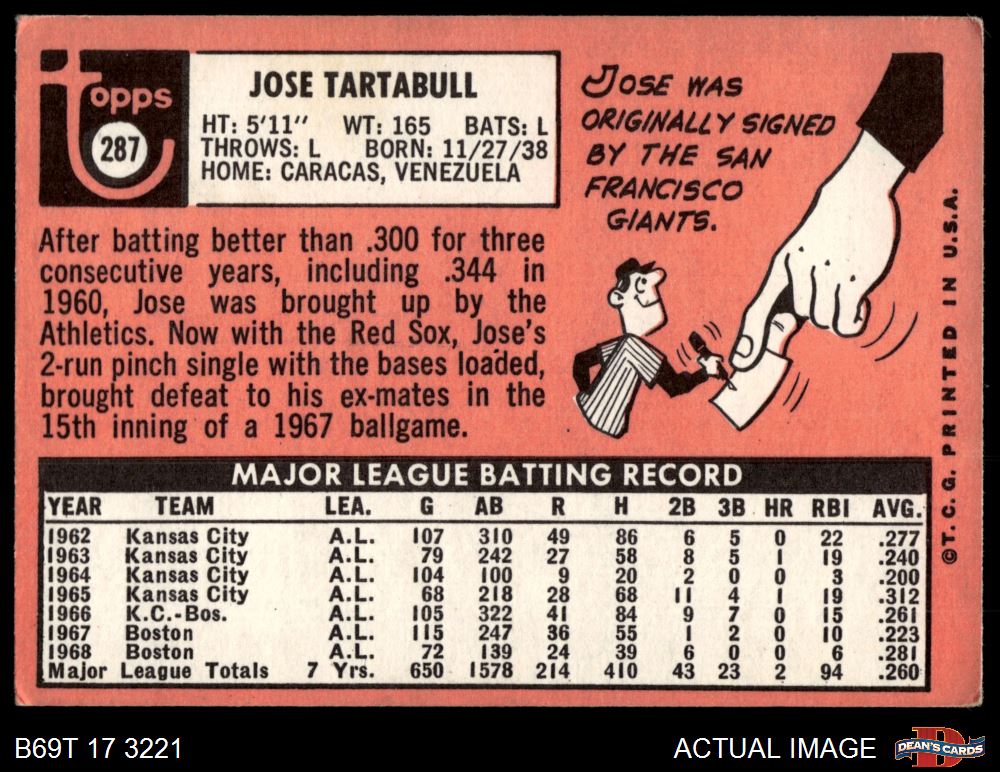 Topps
287
JOSE TARTABULL
HT: 5'11" WT: 165 BATS: L
THROWS: L BORN: 11/27/38
HOME: CARACAS, VENEZUELA
JOSE WAS
ORIGINALLY SIGNED
BY THE SAN
FRANCISCO
GIANTS.
After batting better than .300 for three
consecutive years, including .344 in
1960, Jose was brought up by the
Athletics. Now with the Red Sox, Jose's
2-run pinch single with the bases loaded,
brought defeat to his ex-mates in the
15th inning of a 1967 ballgame.
©T.C.G. PRINTED IN U.S.A.
MAJOR LEAGUE BATTING RECORD
YEAR TEAM LEA. G AB R H 2B 3B HR RBI AVG.
1962 Kansas City A.L. 107 310 49 86 6 5 0 22 .277
1963 Kansas City A.L. 79 242 27 58 8 5 1 19 .240
1964 Kansas City A.L. 104 100 9 20 2 0 0 3 .200
1965 Kansas City A.L. 68 218 28 68 11 4 1 19 .312
1966 K.C.-Bos. A.L. 105 322 41 84 9 7 0 15 .261
1967 Boston A.L. 115 247 36 55 1 2 0 10 .223
1968 Boston A.L. 72 139 24 39 6 0 0 6 .281
Major League Totals 7 Yrs. 650 1578 214 410 43 23 2 94 .260
B69T 17 3221
ACTUAL IMAGE
D
DEAN'S CARDS